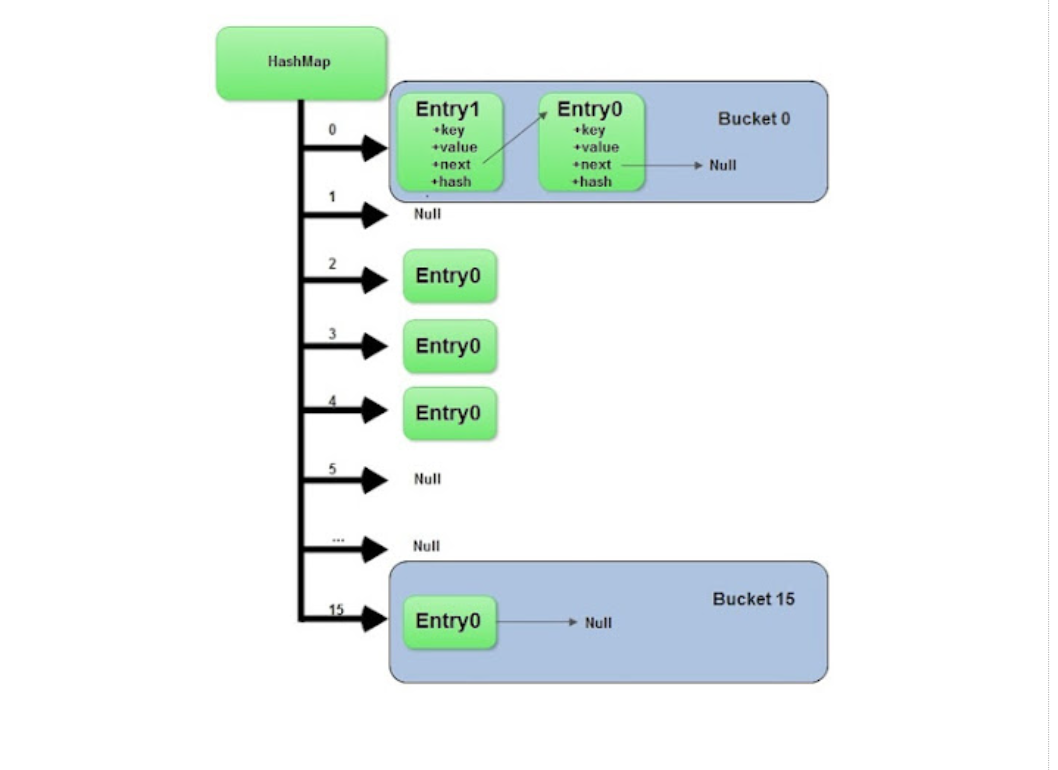 HashMap
0
Entry1
+key
+value
+next
+hash
Entry0
+key
+value
+next
+hash
Null
Bucket 0
1
Null
2
Entry0
3
Entry0
4
Entry0
5
Null
...
Null
15
Entry0
Null
Bucket 15